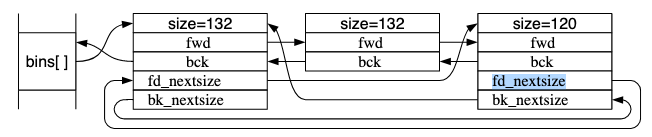 size=132
size=132
size=120
fwd
fwd
fwd
bins[ ]
bck
bck
bck
fd_nextsize
fd_nextsize
bk_nextsize
bk_nextsize